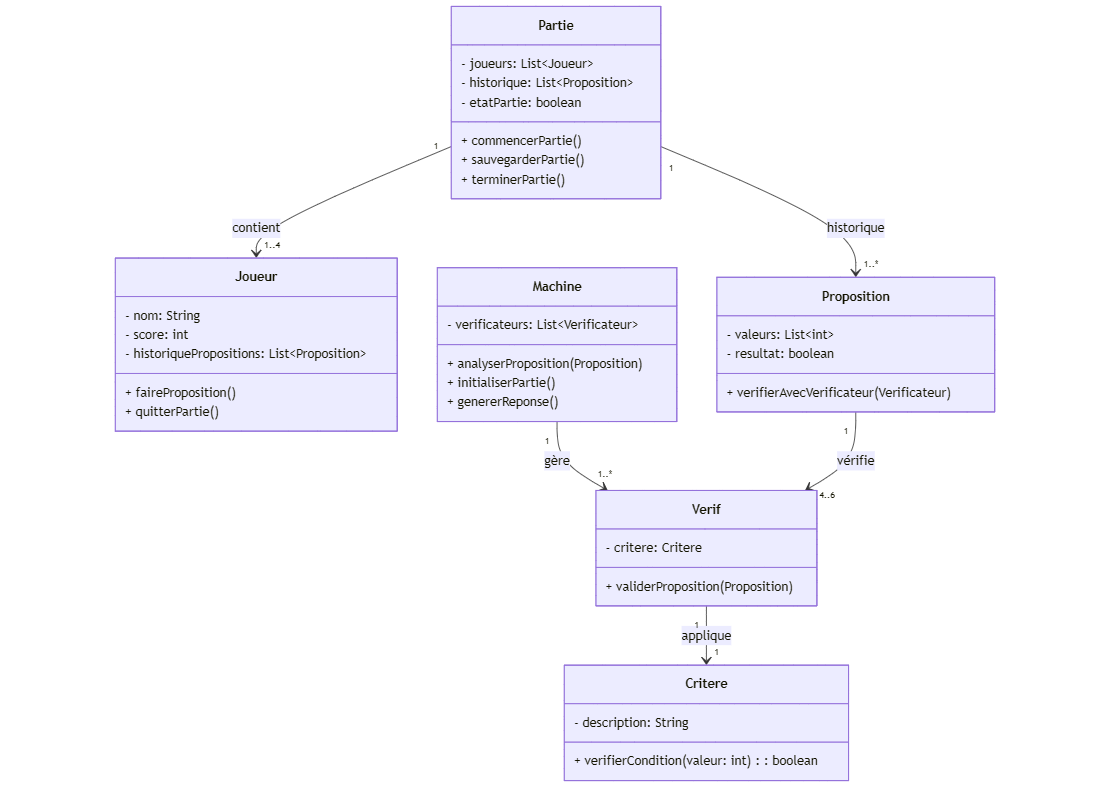 Partie
- joueurs: List<Joueur>
- historique: List<Proposition>
- etatPartie: boolean
+ commencerPartie()
+ sauvegarderPartie()
+ terminerPartie()
1
1
contient
historique
1..4
1..*
Joueur
- nom: String
- score: int
- historiquePropositions: List<Proposition>
+ faireProposition()
+ quitterPartie()
Machine
- verificateurs: List<Verificateur>
+ analyserProposition(Proposition)
+ initialiserPartie()
+ genererReponse()
Proposition
- valeurs: List<int>
- resultat: boolean
+ verifierAvecVerificateur(Verificateur)
1
gère
1..*
1
vérifie
4..6
Verif
- critere: Critere
+ validerProposition(Proposition)
1
applique
1
Critere
- description: String
+ verifierCondition(valeur: int) : : boolean